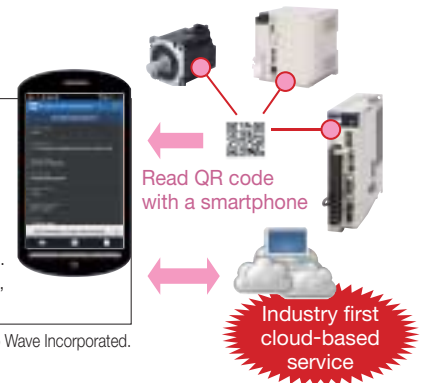 Read QR code
with a smartphone
Industry first
cloud-based
service
Wave Incorporated.